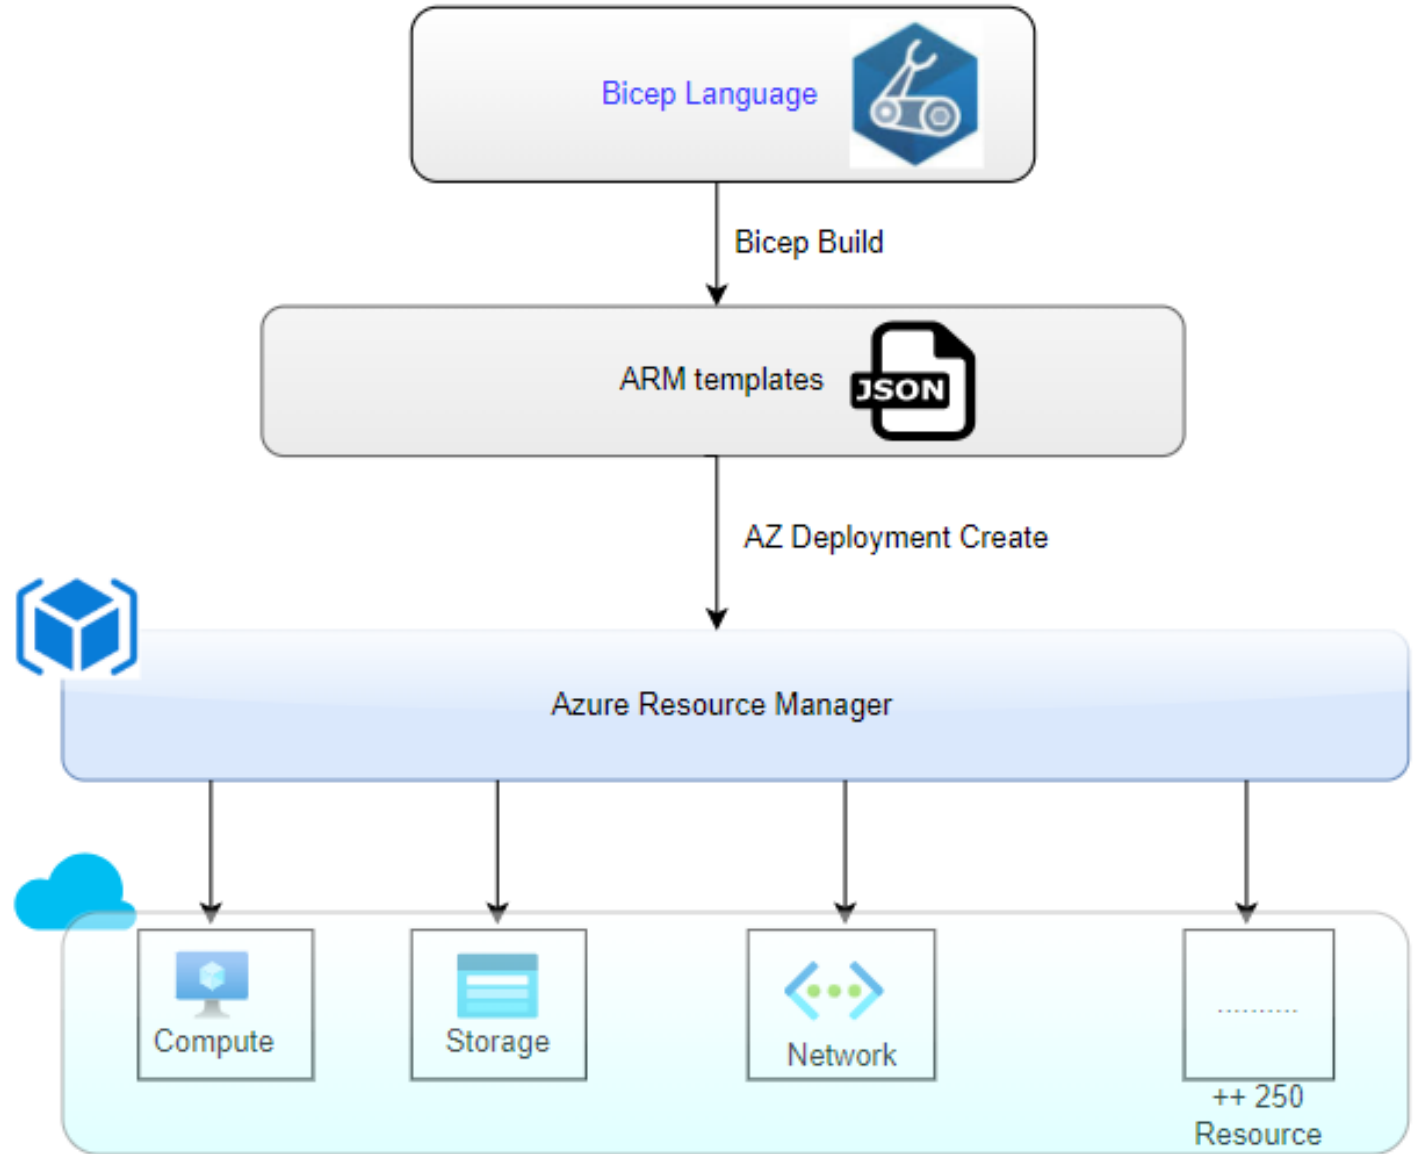 Bicep Language
Bicep Build
ARM templates
JSON
AZ Deployment Create
Azure Resource Manager
Compute
Storage
Network
..........
++ 250
Resource